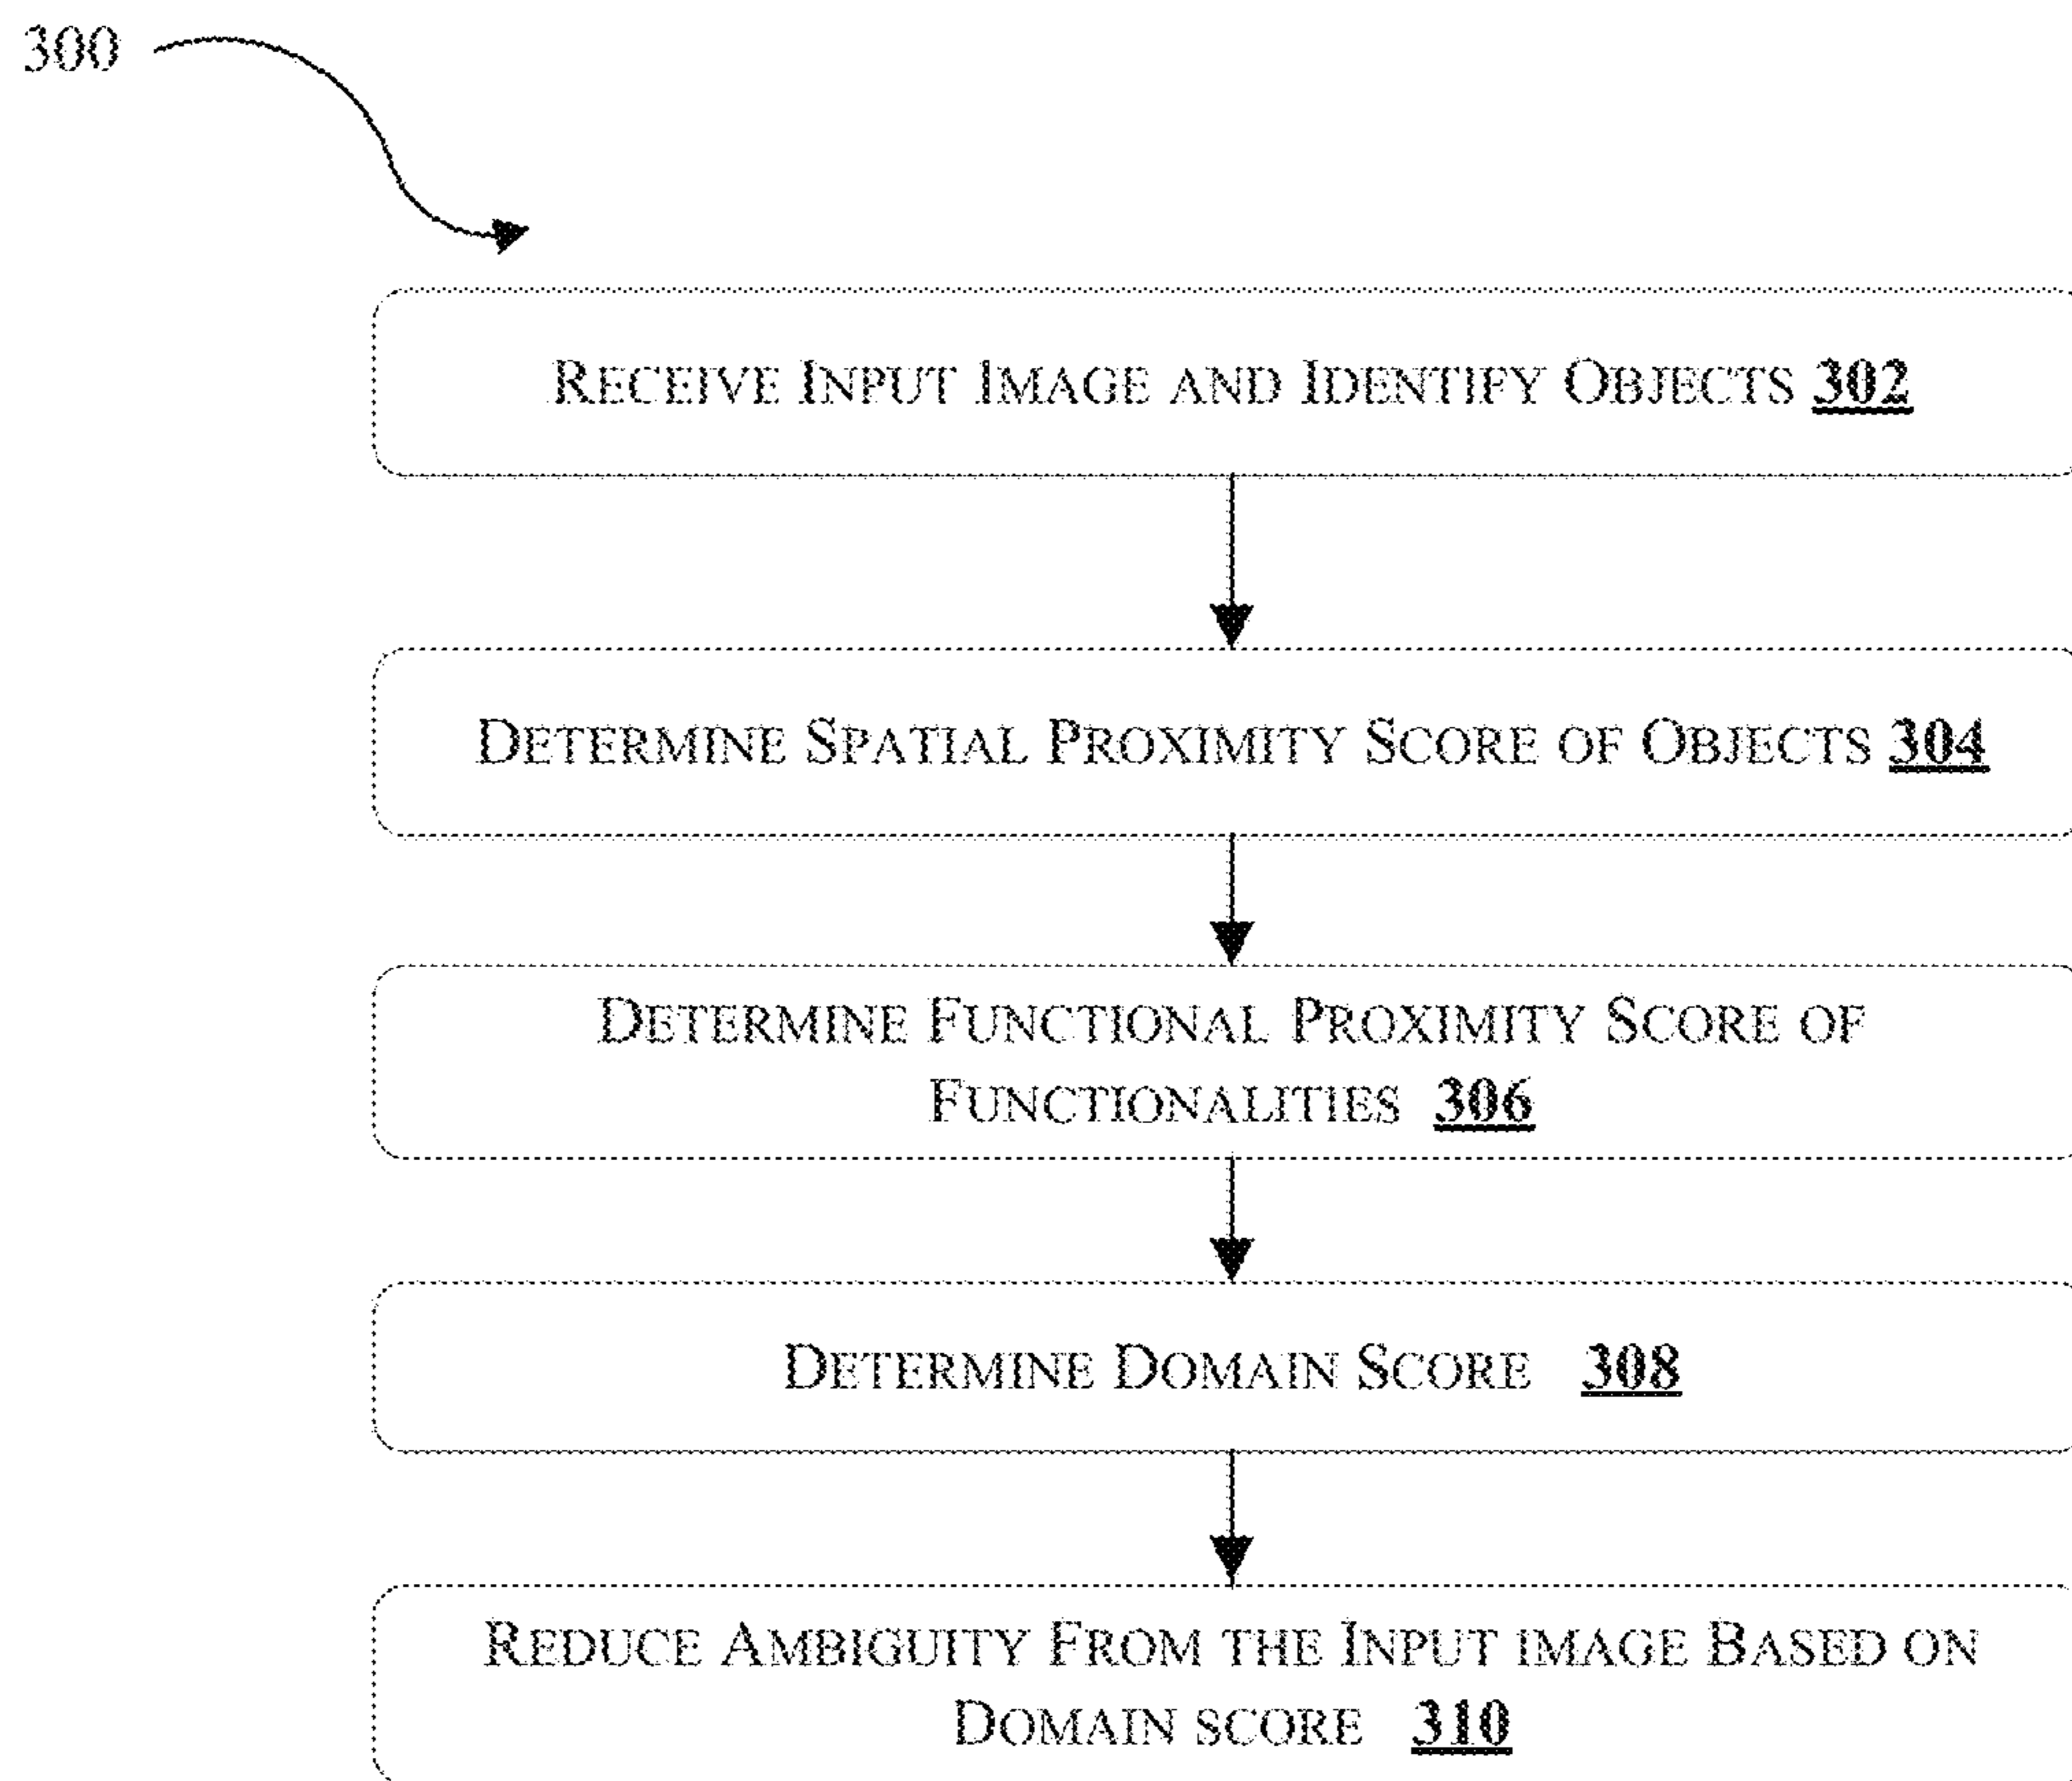 300
RECEIVE INPUT IMAGE AND IDENTIFY OBJECTS 302
DETERMINE SPATIAL PROXIMITY SCORE OF OBJECTS 304
DETERMINE FUNCTIONAL PROXIMITY SCORE OF
FUNCTIONALITIES 306
DETERMINE DOMAIN SCORE 308
REDUCE AMBIGUITY FROM THE INPUT IMAGE BASED ON
DOMAIN SCORE 310